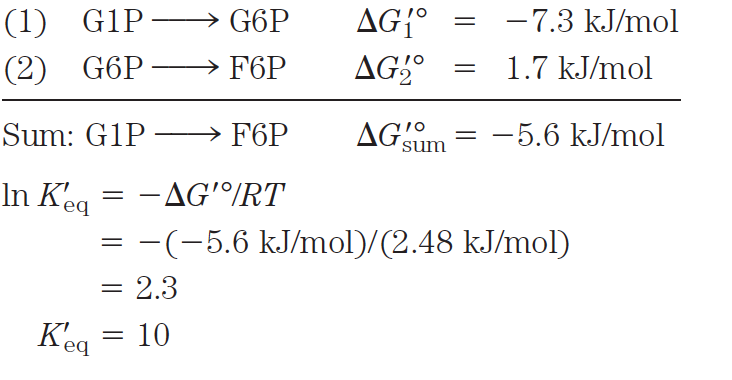 (1) G1P ⟶ G6P ΔG′°₁ = −7.3 kJ/mol
(2) G6P ⟶ F6P ΔG′°₂ = 1.7 kJ/mol
Sum: G1P ⟶ F6P ΔG′°sum = −5.6 kJ/mol
ln K′eq = −ΔG′°/RT
= −(−5.6 kJ/mol)/(2.48 kJ/mol)
= 2.3
K′eq = 10